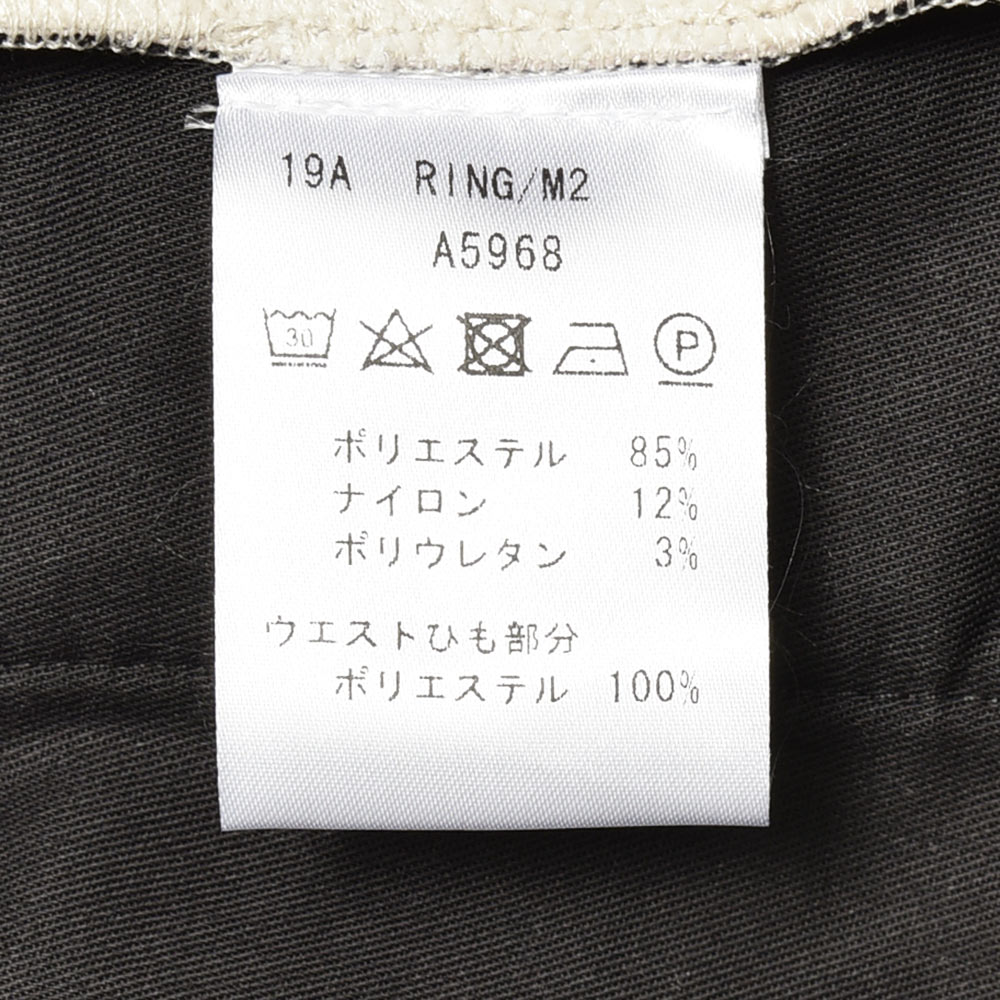 19A RING/M2
A5968
30 P
ポリエステル 85%
ナイロン 12%
ポリウレタン 3%
ウエストひも部分
ポリエステル 100%